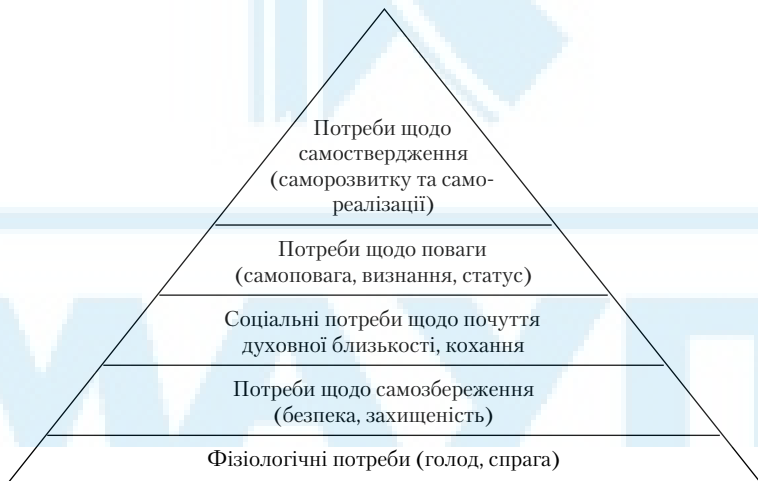 Потреби щодо
самоствердження
(саморозвитку та само-
реалізації)
Потреби щодо поваги
(самоповага, визнання, статус)
Соціальні потреби щодо почуття
духовної близькості, кохання
Потреби щодо самозбереження
(безпека, захищеність)
Фізіологічні потреби (голод, спрага)
МАУП